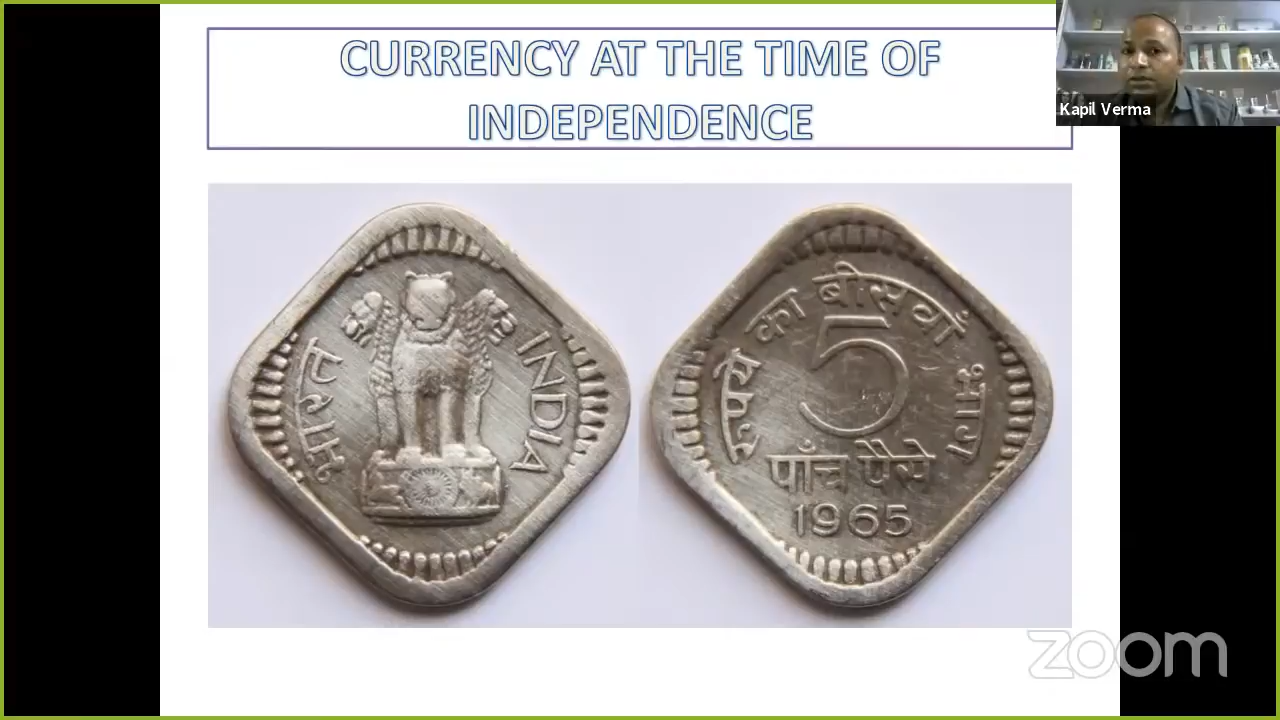 CURRENCY AT THE TIME OF
INDEPENDENCE
Kapil Verma
भारत
INDIA
रूपये का बीसवाँ भाग
5
पाँच पैसे
1965
zoom